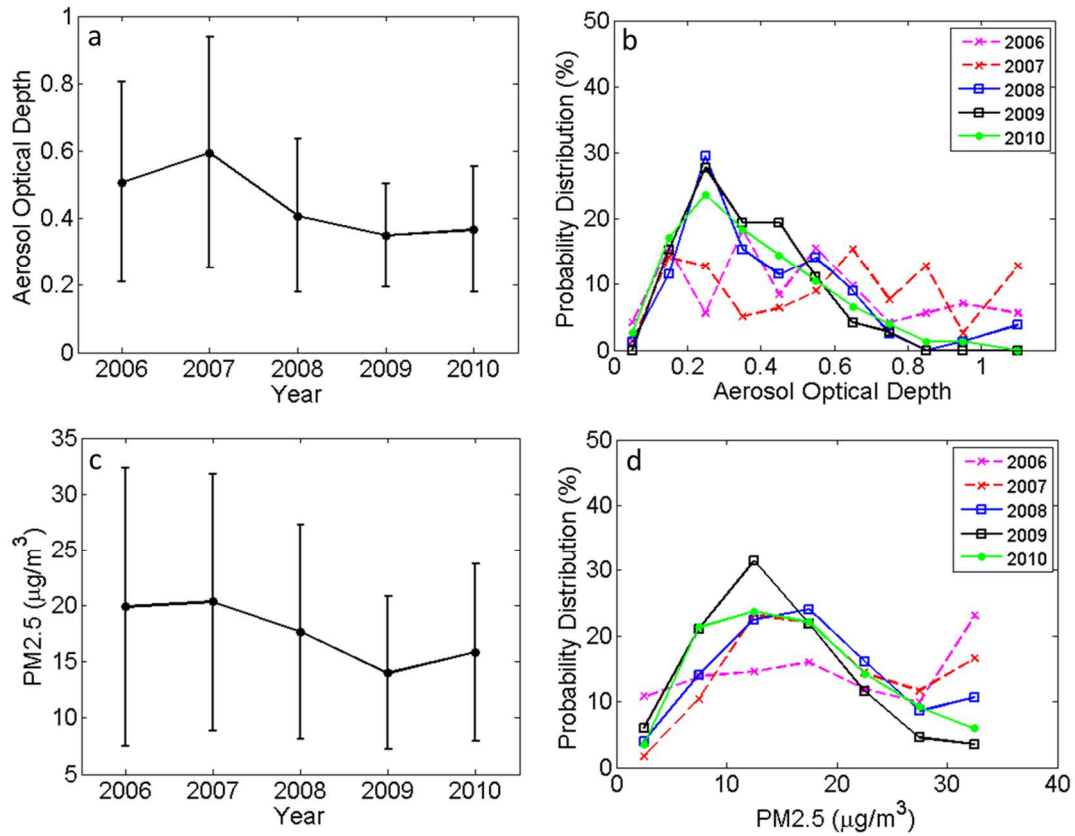 a
1
0.8
0.6
0.4
0.2
0
Aerosol Optical Depth
2006 2007 2008 2009 2010
Year
b
50
40
30
20
10
0
Probability Distribution (%)
2006
2007
2008
2009
2010
0 0.2 0.4 0.6 0.8 1
Aerosol Optical Depth
c
35
30
25
20
15
10
5
PM2.5 (μg/m³)
2006 2007 2008 2009 2010
Year
d
50
40
30
20
10
0
Probability Distribution (%)
2006
2007
2008
2009
2010
0 10 20 30 40
PM2.5 (μg/m³)